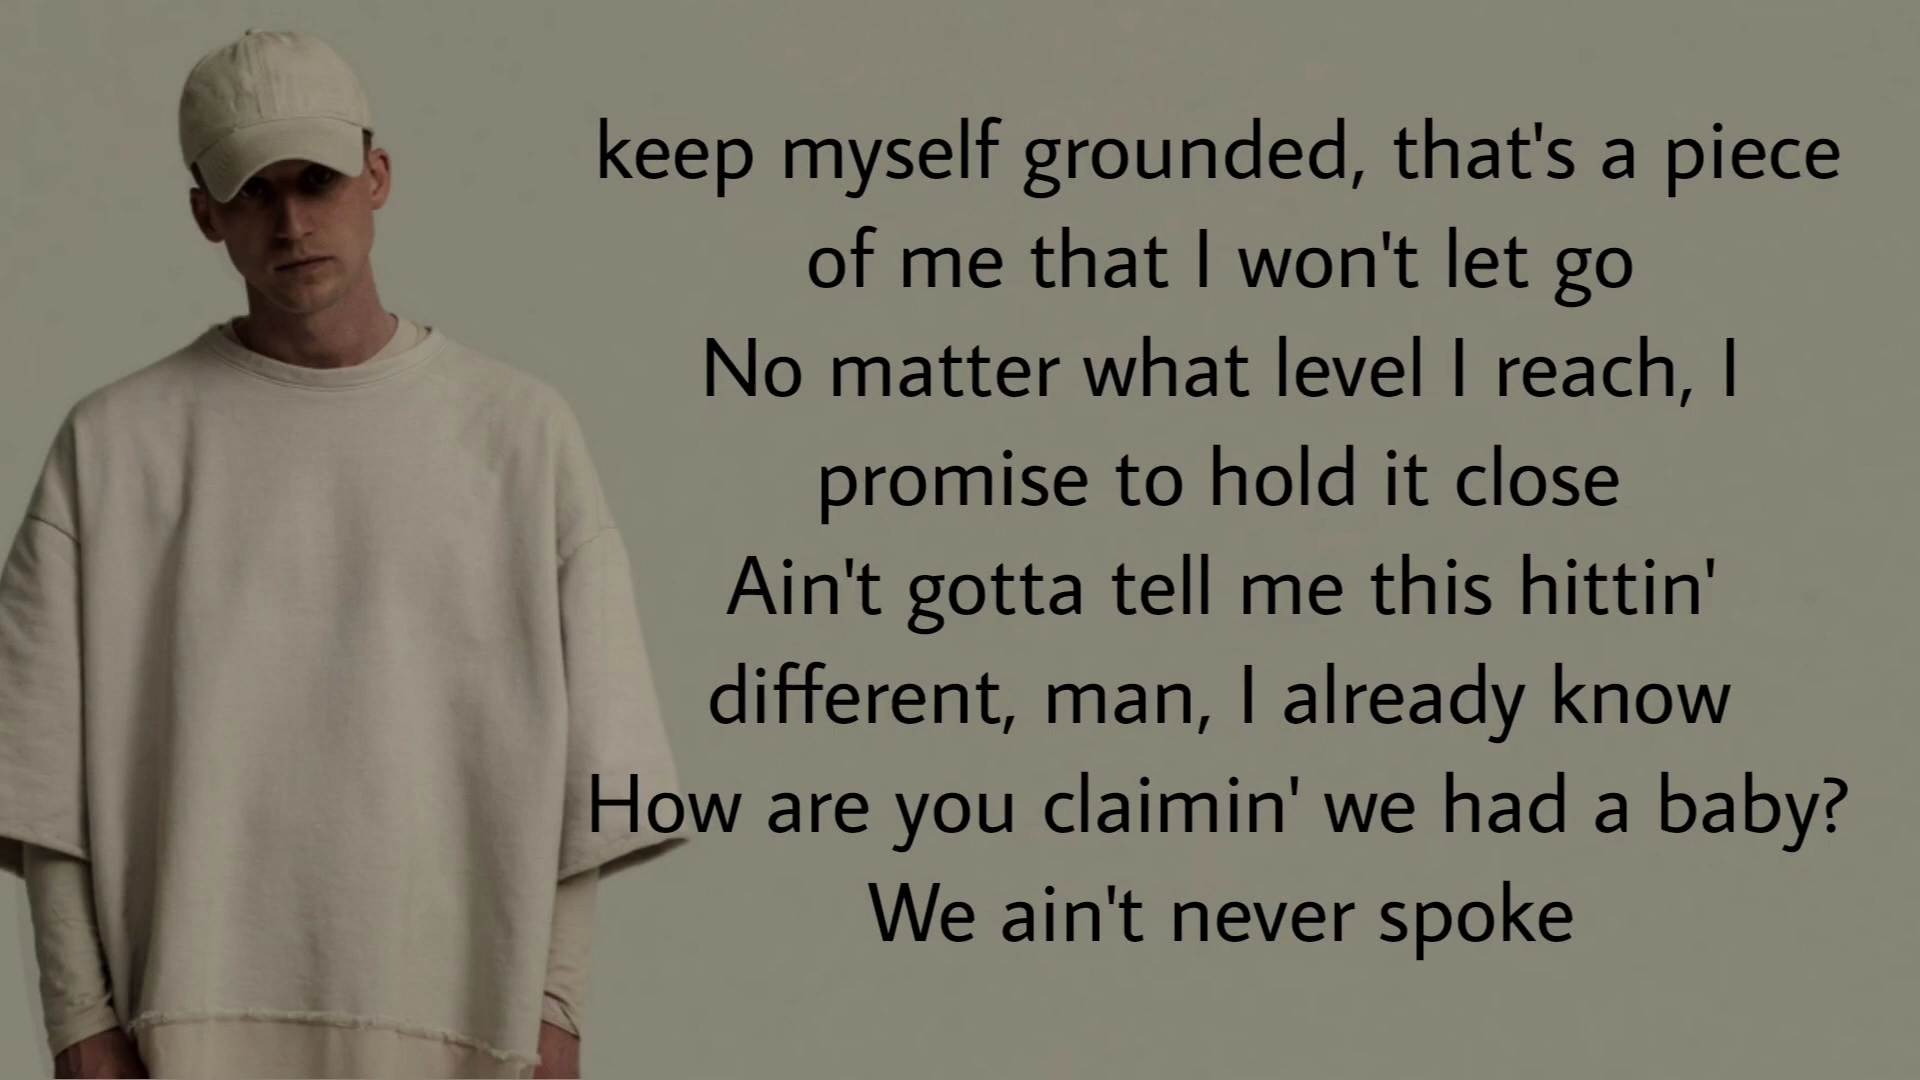 keep myself grounded, that's a piece
of me that I won't let go
No matter what level I reach, I
promise to hold it close
Ain't gotta tell me this hittin'
different, man, I already know
How are you claimin' we had a baby?
We ain't never spoke